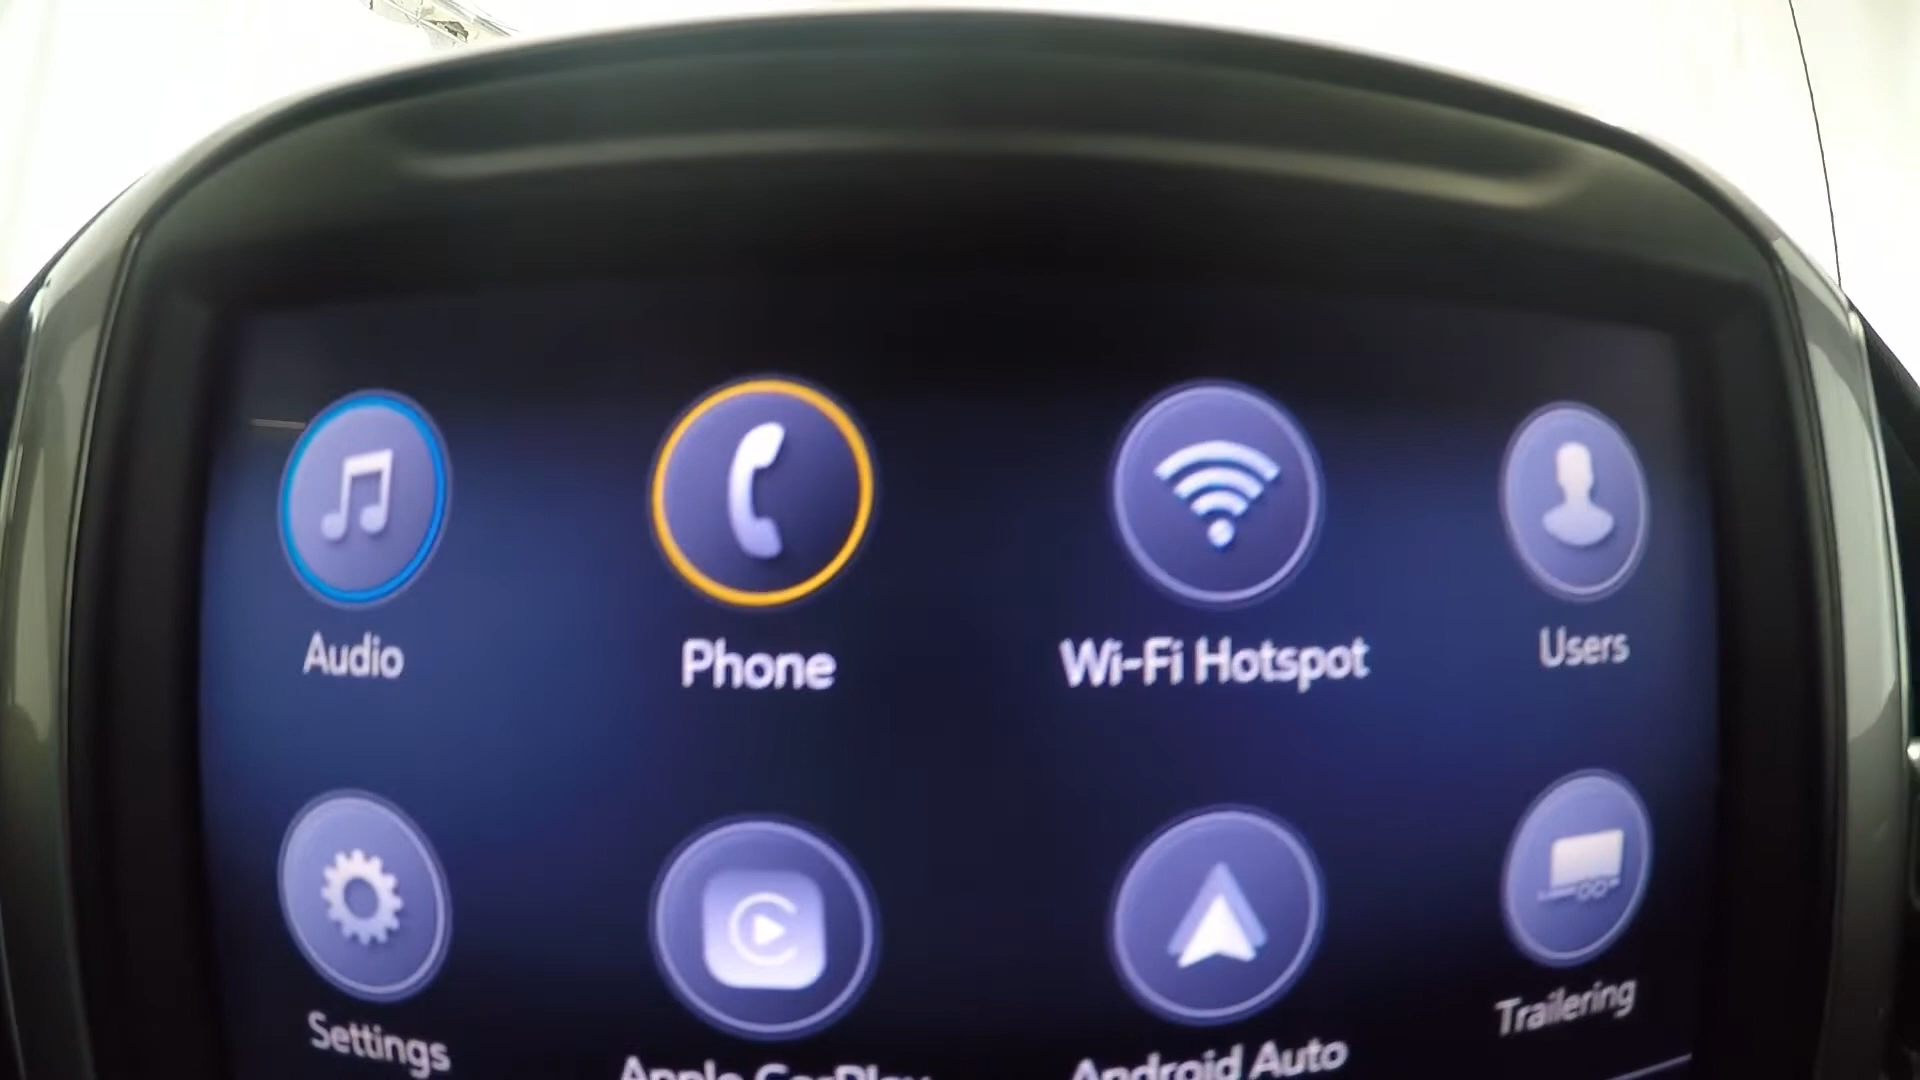 Audio
Phone
Wi-Fi Hotspot
Users
Settings
Apple CarPlay
Android Auto
Trailering